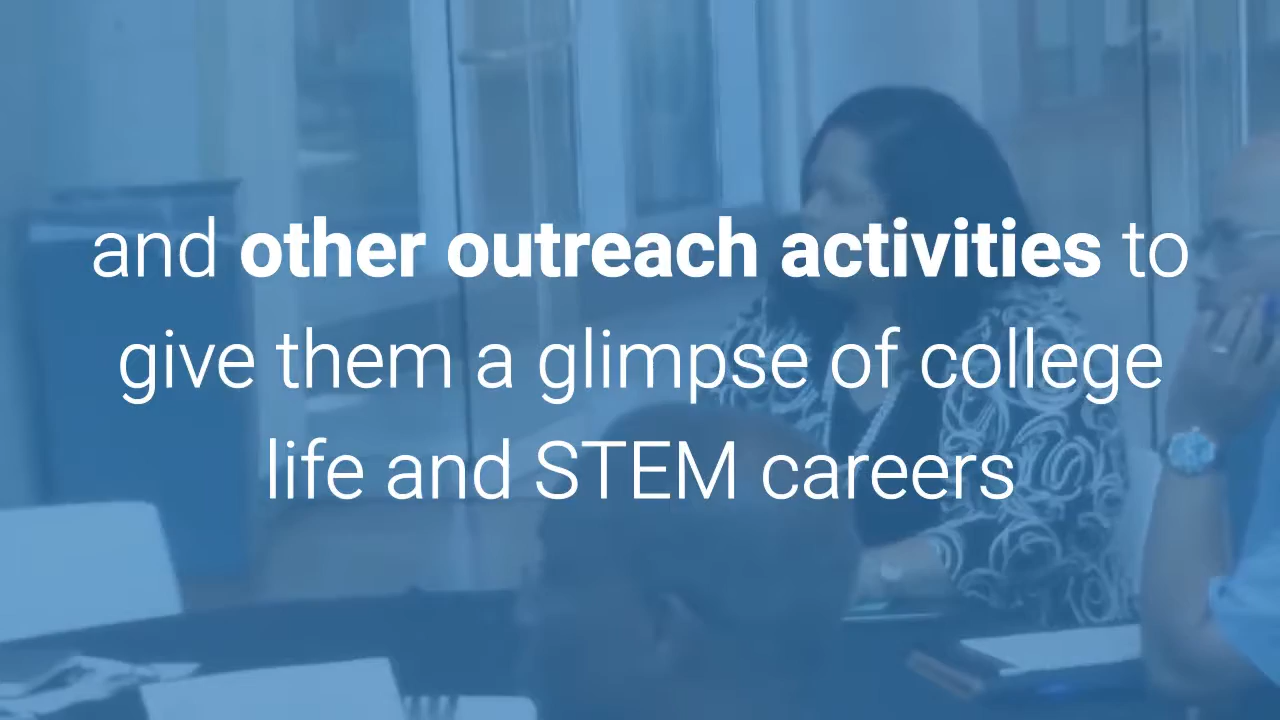 and other outreach activities to
give them a glimpse of college
life and STEM careers